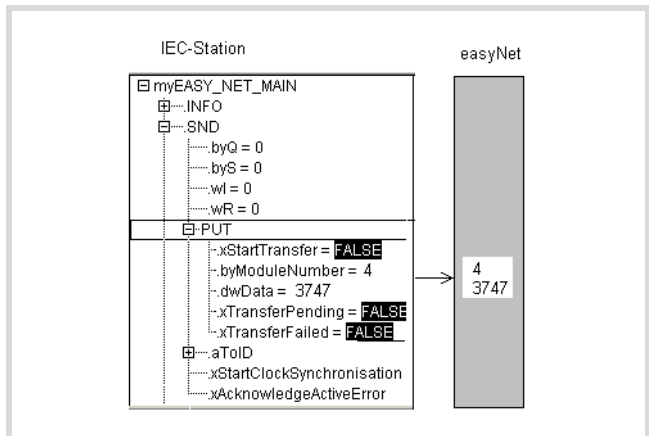 IEC-Station
easyNet
myEASY_NET_MAIN
.INFO
.SND
.byQ = 0
.byS = 0
.wI = 0
.wR = 0
PUT
.xStartTransfer = FALSE
.byModuleNumber = 4
.dwData = 3747
.xTransferPending = FALSE
.xTransferFailed = FALSE
.aToID
.xStartClockSynchronisation
.xAcknowledgeActiveError
4
3747